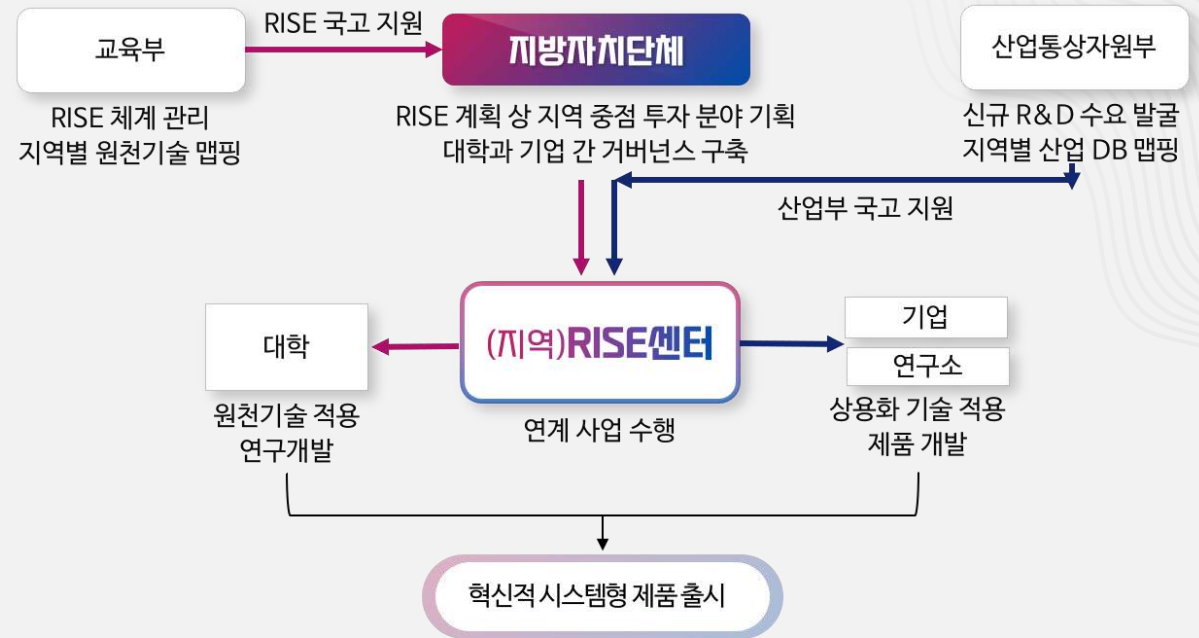 교육부
RISE 국고 지원
지방자치단체
산업통상자원부
RISE 체계 관리
지역별 원천기술 맵핑
RISE 계획 상 지역 중점 투자 분야 기획
대학과 기업 간 거버넌스 구축
신규 R&D 수요 발굴
지역별 산업 DB 맵핑
산업부 국고 지원
대학
(지역)RISE센터
기업
연구소
원천기술 적용
연구개발
연계 사업 수행
상용화 기술 적용
제품 개발
혁신적 시스템형 제품 출시